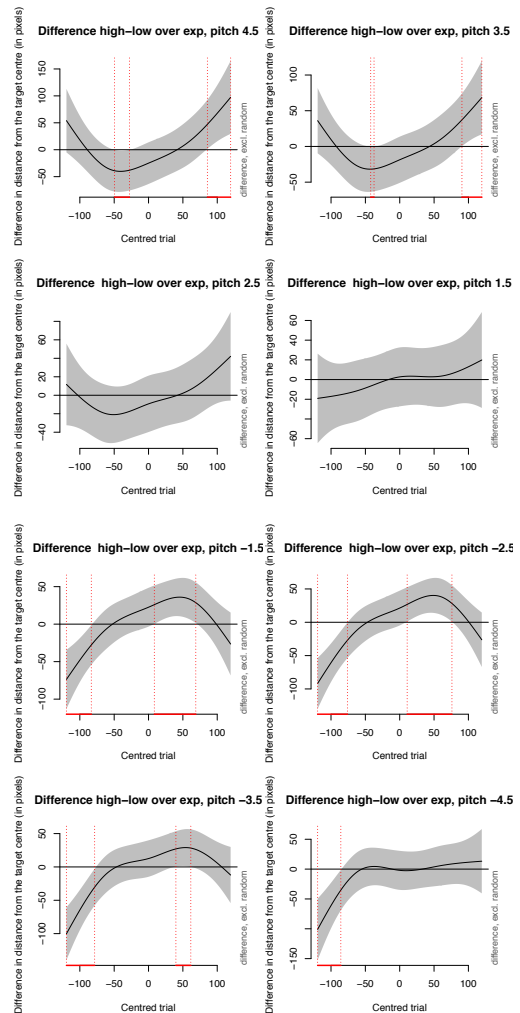 Difference high−low over exp, pitch 4.5
Difference in distance from the target centre (in pixels)
150
100
50
0
−50
−100
−50
0
50
100
Centred trial
difference, excl. random
Difference high−low over exp, pitch 3.5
Difference in distance from the target centre (in pixels)
100
50
0
−50
−100
−50
0
50
100
Centred trial
difference, excl. random
Difference  high−low over exp, pitch 2.5
Difference in distance from the target centre (in pixels)
60
20
0
−40
−100
−50
0
50
100
Centred trial
difference, excl. random
Difference  high−low over exp, pitch 1.5
Difference in distance from the target centre (in pixels)
60
40
20
0
−20
−60
−100
−50
0
50
100
Centred trial
difference, excl. random
Difference  high−low over exp, pitch −1.5
Difference in distance from the target centre (in pixels)
50
0
−50
−100
−100
−50
0
50
100
Centred trial
difference, excl. random
Difference  high−low over exp, pitch −2.5
Difference in distance from the target centre (in pixels)
50
0
−50
−100
−100
−50
0
50
100
Centred trial
difference, excl. random
Difference high−low over exp, pitch −3.5
Difference in distance from the target centre (in pixels)
50
0
−50
−100
−100
−50
0
50
100
Centred trial
difference, excl. random
Difference high−low over exp, pitch −4.5
Difference in distance from the target centre (in pixels)
50
0
−50
−150
−100
−50
0
50
100
Centred trial
difference, excl. random